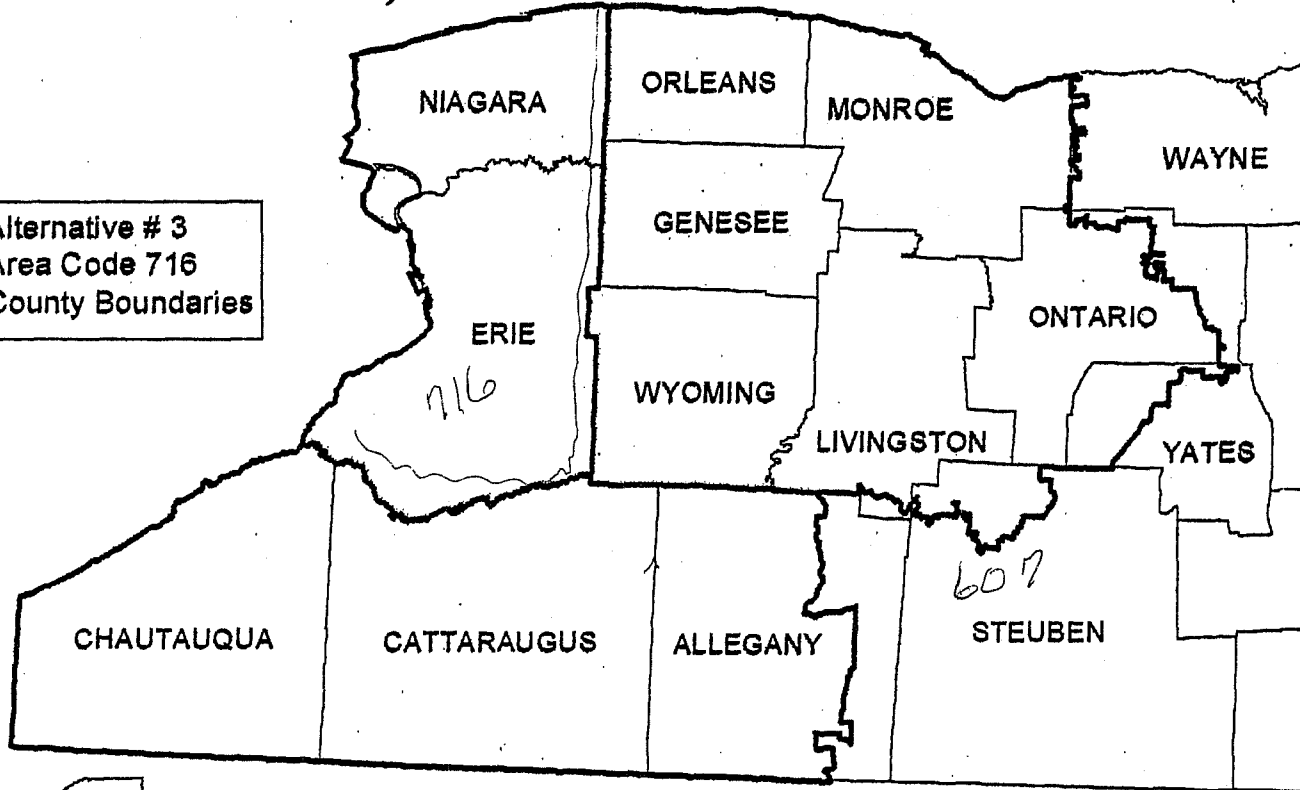 Alternative # 3
Area Code 716
County Boundaries
NIAGARA
ORLEANS
MONROE
WAYNE
GENESEE
ERIE
716
ONTARIO
WYOMING
LIVINGSTON
YATES
607
CHAUTAUQUA
CATTARAUGUS
ALLEGANY
STEUBEN